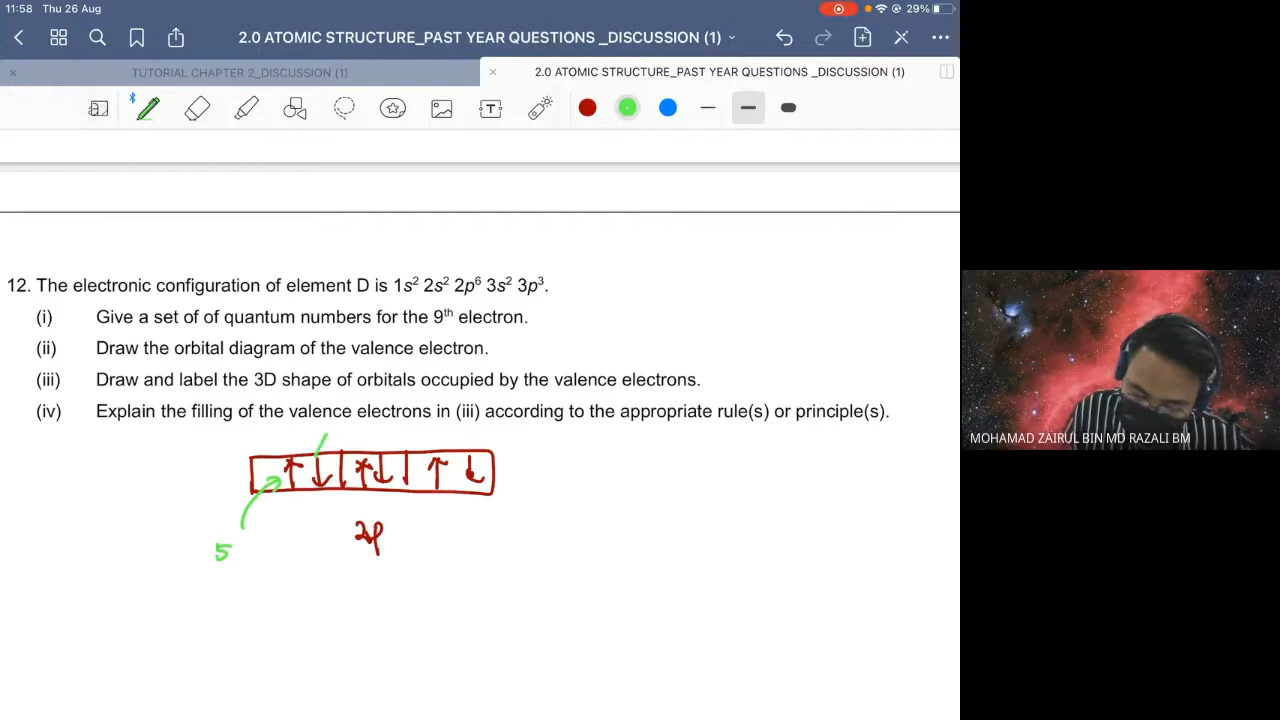 11:58 Thu 26 Aug
29%
2.0 ATOMIC STRUCTURE_PAST YEAR QUESTIONS _DISCUSSION (1)
TUTORIAL CHAPTER 2_DISCUSSION (1)
2.0 ATOMIC STRUCTURE_PAST YEAR QUESTIONS _DISCUSSION (1)
T
12. The electronic configuration of element D is 1s² 2s² 2p⁶ 3s² 3p³.
(i) Give a set of of quantum numbers for the 9th electron.
(ii) Draw the orbital diagram of the valence electron.
(iii) Draw and label the 3D shape of orbitals occupied by the valence electrons.
(iv) Explain the filling of the valence electrons in (iii) according to the appropriate rule(s) or principle(s).
2p
5
MOHAMAD ZAIRUL BIN MD RAZALI BM